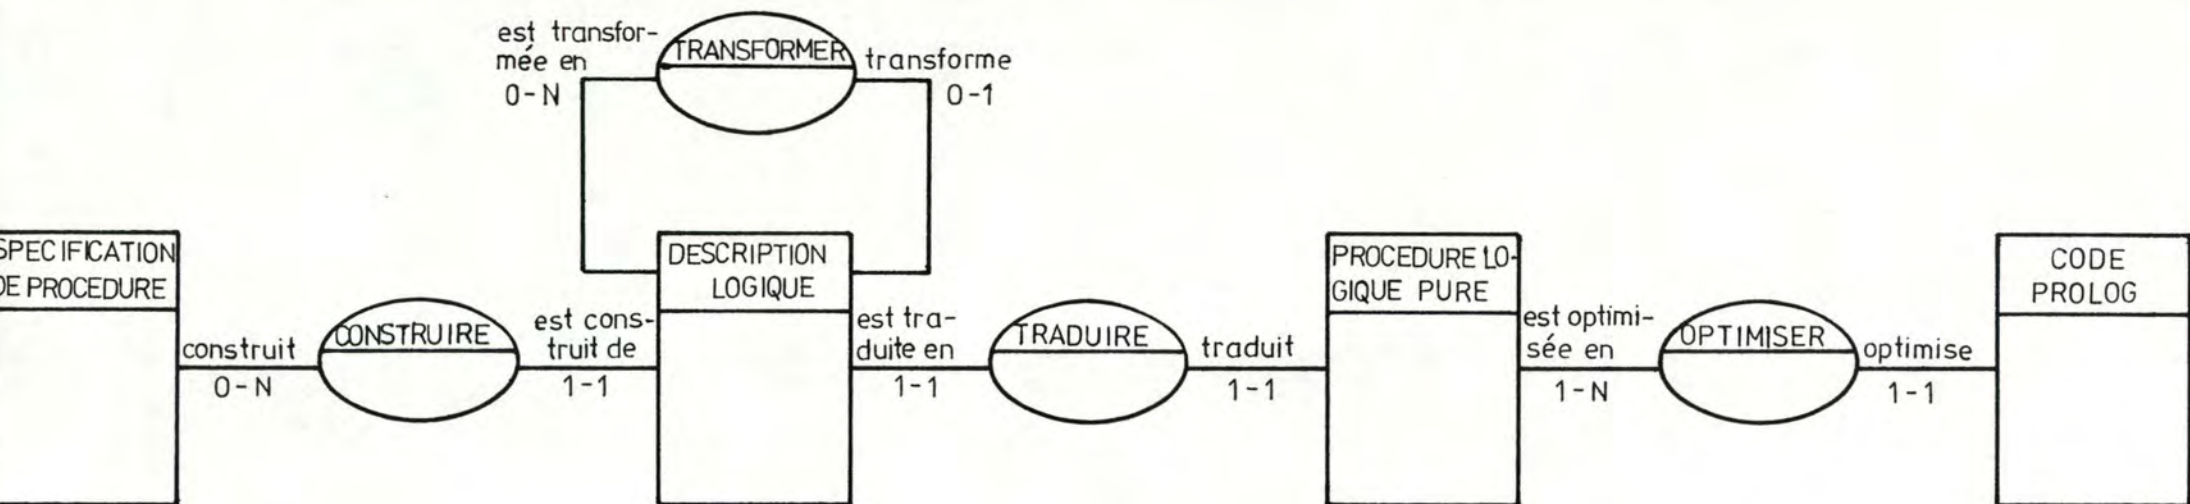 est transfor-
mée en
0-N
TRANSFORMER
transforme
0-1
SPECIFICATION
DE PROCEDURE
construit
0-N
CONSTRUIRE
est cons-
truit de
1-1
DESCRIPTION
LOGIQUE
est tra-
duite en
1-1
TRADUIRE
traduit
1-1
PROCEDURE LO-
GIQUE PURE
est optimi-
sée en
1-N
OPTIMISER
optimise
1-1
CODE
PROLOG